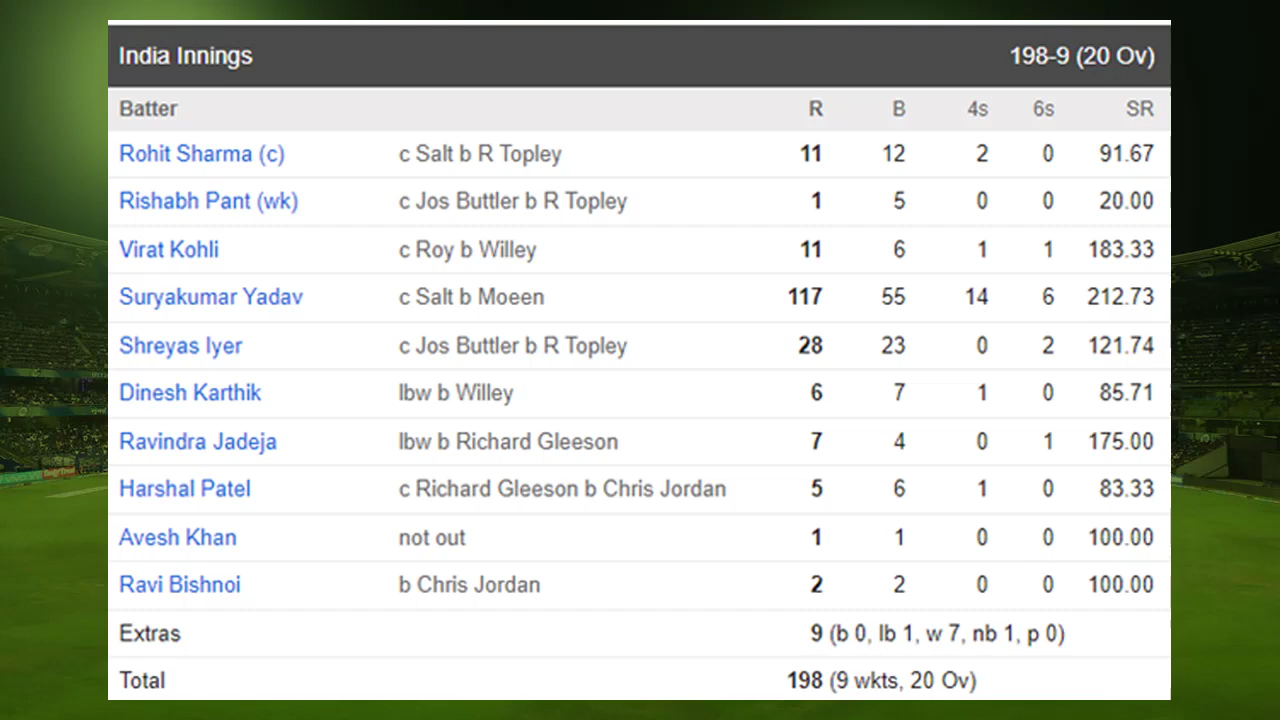 India Innings 198-9 (20 Ov)
Batter R B 4s 6s SR
Rohit Sharma (c) c Salt b R Topley 11 12 2 0 91.67
Rishabh Pant (wk) c Jos Buttler b R Topley 1 5 0 0 20.00
Virat Kohli c Roy b Willey 11 6 1 1 183.33
Suryakumar Yadav c Salt b Moeen 117 55 14 6 212.73
Shreyas Iyer c Jos Buttler b R Topley 28 23 0 2 121.74
Dinesh Karthik lbw b Willey 6 7 1 0 85.71
Ravindra Jadeja lbw b Richard Gleeson 7 4 0 1 175.00
Harshal Patel c Richard Gleeson b Chris Jordan 5 6 1 0 83.33
Avesh Khan not out 1 1 0 0 100.00
Ravi Bishnoi b Chris Jordan 2 2 0 0 100.00
Extras 9 (b 0, lb 1, w 7, nb 1, p 0)
Total 198 (9 wkts, 20 Ov)